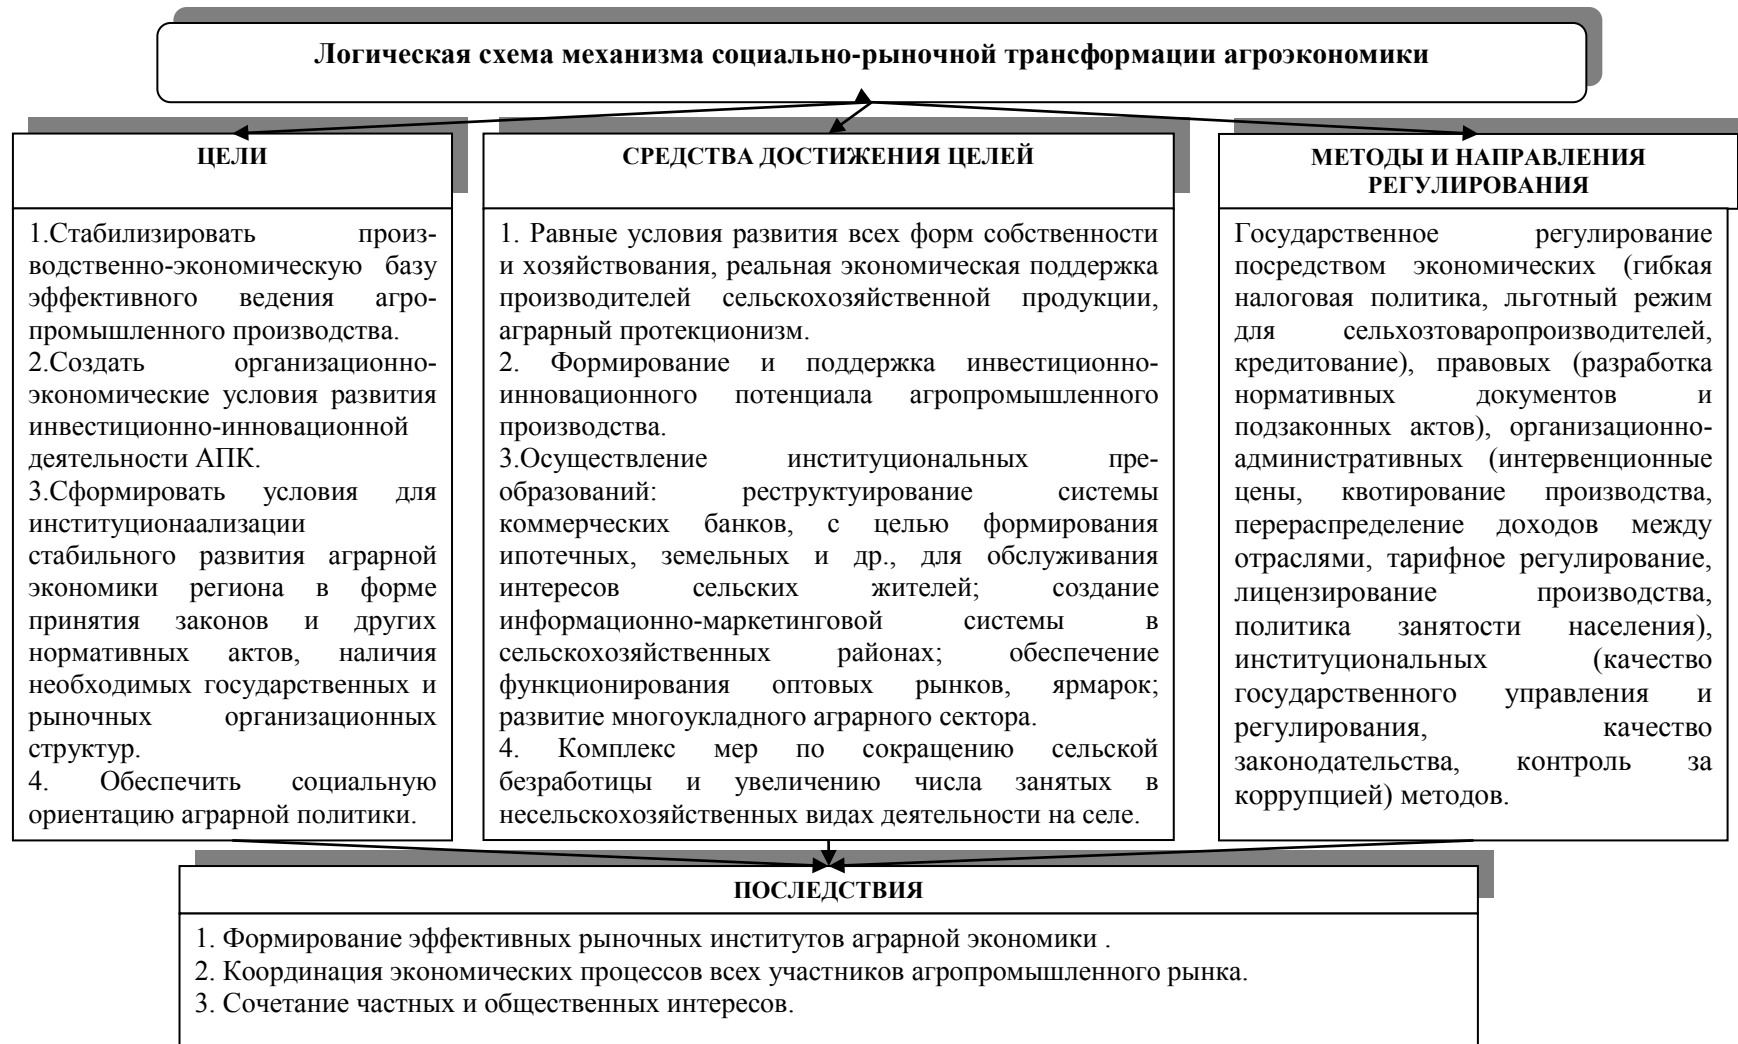 Логическая схема механизма социально-рыночной трансформации агроэкономики
ЦЕЛИ
1.Стабилизировать произ-
водственно-экономическую базу
эффективного ведения агро-
промышленного производства.
2.Создать организационно-
экономические условия развития
инвестиционно-инновационной
деятельности АПК.
3.Сформировать условия для
институционаализации
стабильного развития аграрной
экономики региона в форме
принятия законов и других
нормативных актов, наличия
необходимых государственных и
рыночных организационных
структур.
4. Обеспечить социальную
ориентацию аграрной политики.
СРЕДСТВА ДОСТИЖЕНИЯ ЦЕЛЕЙ
1. Равные условия развития всех форм собственности
и хозяйствования, реальная экономическая поддержка
производителей сельскохозяйственной продукции,
аграрный протекционизм.
2. Формирование и поддержка инвестиционно-
инновационного потенциала агропромышленного
производства.
3.Осуществление институциональных пре-
образований: реструктуирование системы
коммерческих банков, с целью формирования
ипотечных, земельных и др., для обслуживания
интересов сельских жителей; создание
информационно-маркетинговой системы в
сельскохозяйственных районах; обеспечение
функционирования оптовых рынков, ярмарок;
развитие многоукладного аграрного сектора.
4. Комплекс мер по сокращению сельской
безработицы и увеличению числа занятых в
несельскохозяйственных видах деятельности на селе.
МЕТОДЫ И НАПРАВЛЕНИЯ
РЕГУЛИРОВАНИЯ
Государственное регулирование
посредством экономических (гибкая
налоговая политика, льготный режим
для сельхозтоваропроизводителей,
кредитование), правовых (разработка
нормативных документов и
подзаконных актов), организационно-
административных (интервенционные
цены, квотирование производства,
перераспределение доходов между
отраслями, тарифное регулирование,
лицензирование производства,
политика занятости населения),
институциональных (качество
государственного управления и
регулирования, качество
законодательства, контроль за
коррупцией) методов.
ПОСЛЕДСТВИЯ
1. Формирование эффективных рыночных институтов аграрной экономики .
2. Координация экономических процессов всех участников агропромышленного рынка.
3. Сочетание частных и общественных интересов.